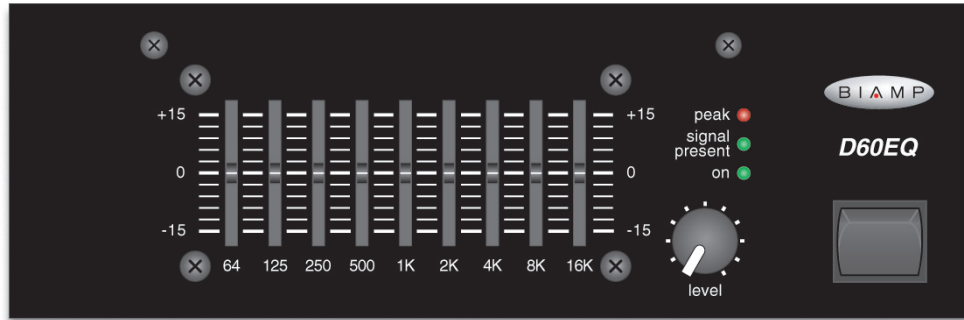 +15
+15
0
0
-15
-15
64 125 250 500 1K 2K 4K 8K 16K
peak
signal
present
on
level
BIAMP
D60EQ